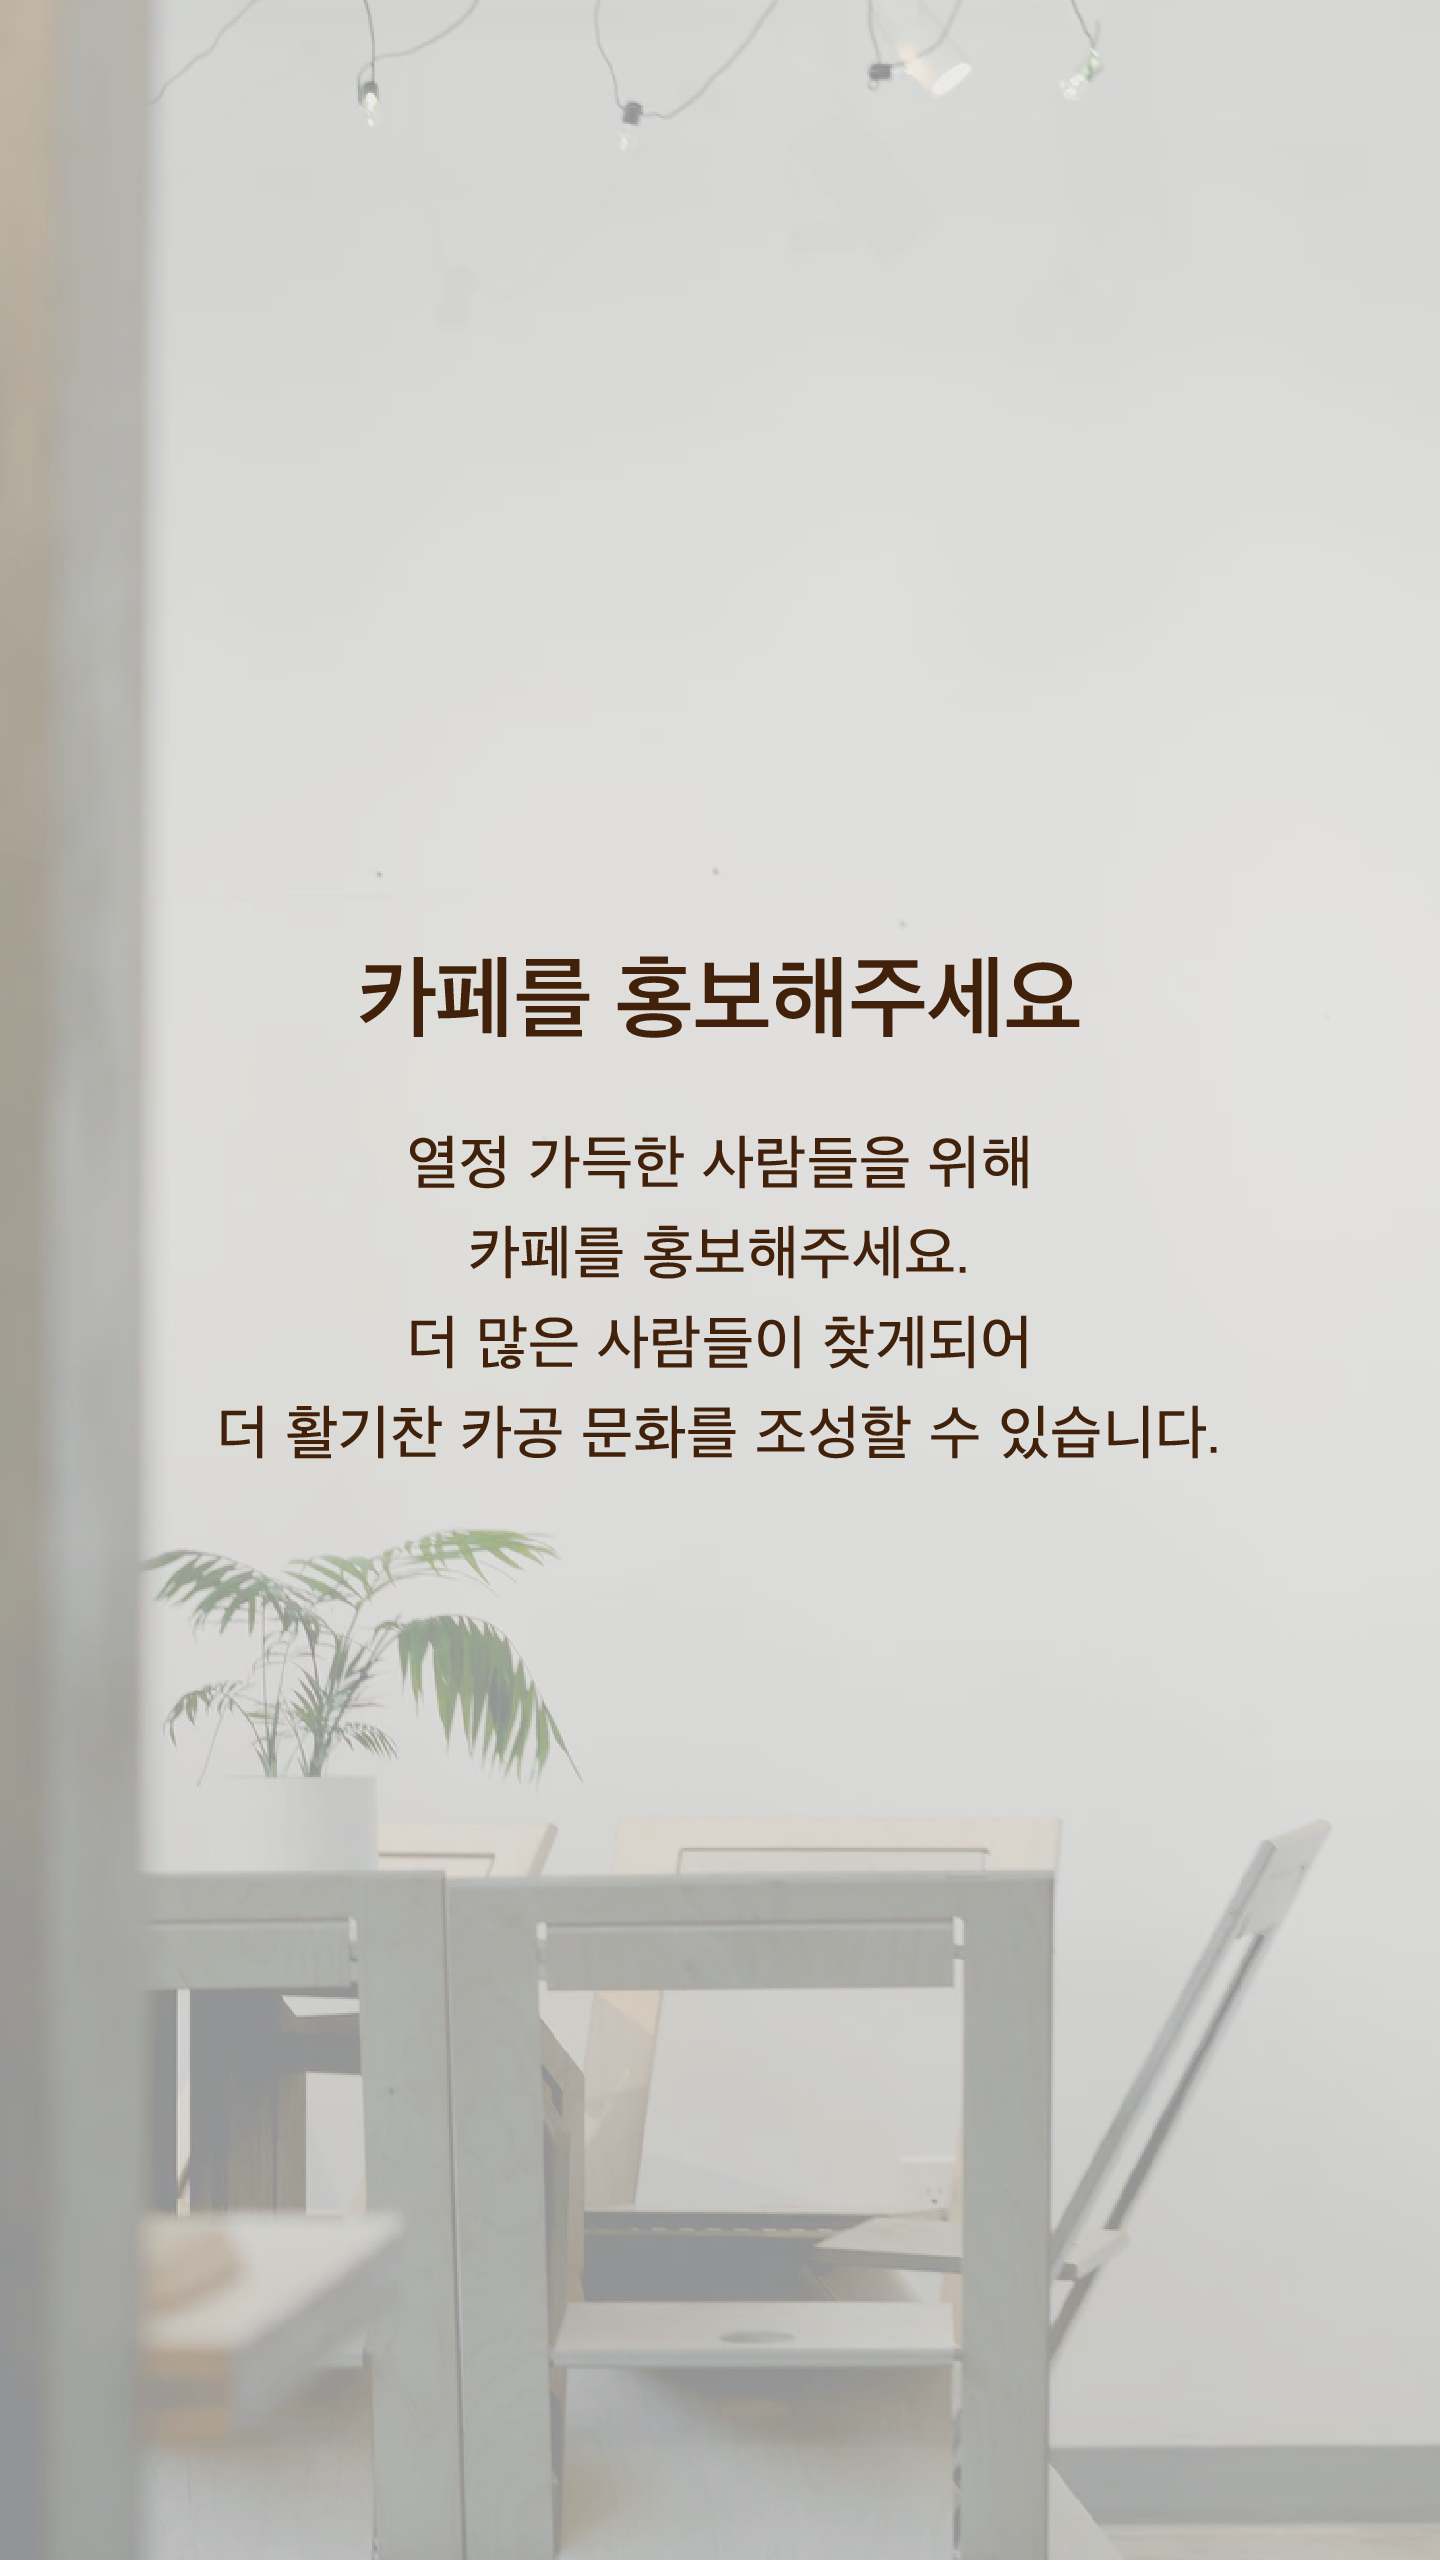 카페를 홍보해주세요
열정 가득한 사람들을 위해
카페를 홍보해주세요.
더 많은 사람들이 찾게되어
더 활기찬 카공 문화를 조성할 수 있습니다.